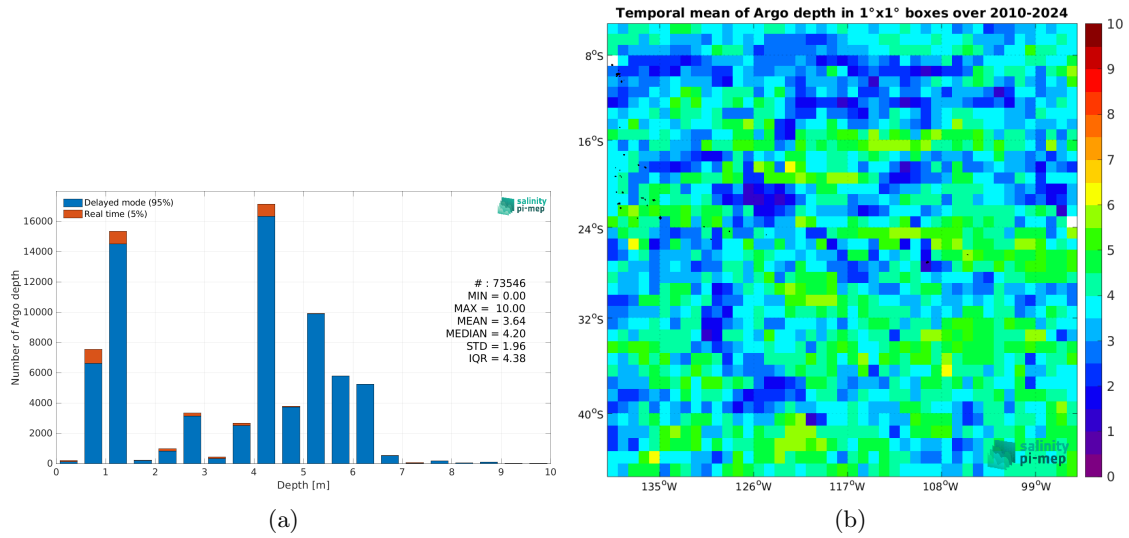 Delayed mode (95%)
Real time (5%)
salinity
pi-mep
Number of Argo depth
16000
14000
12000
10000
8000
6000
4000
2000
0
# : 73546
MIN = 0.00
MAX = 10.00
MEAN = 3.64
MEDIAN = 4.20
STD = 1.96
IQR = 4.38
0 1 2 3 4 5 6 7 8 9 10
Depth [m]
(a)
Temporal mean of Argo depth in 1°x1° boxes over 2010-2024
8°S
16°S
24°S
32°S
40°S
135°W 126°W 117°W 108°W 99°W
salinity
pi-mep
10
9
8
7
6
5
4
3
2
1
0
(b)